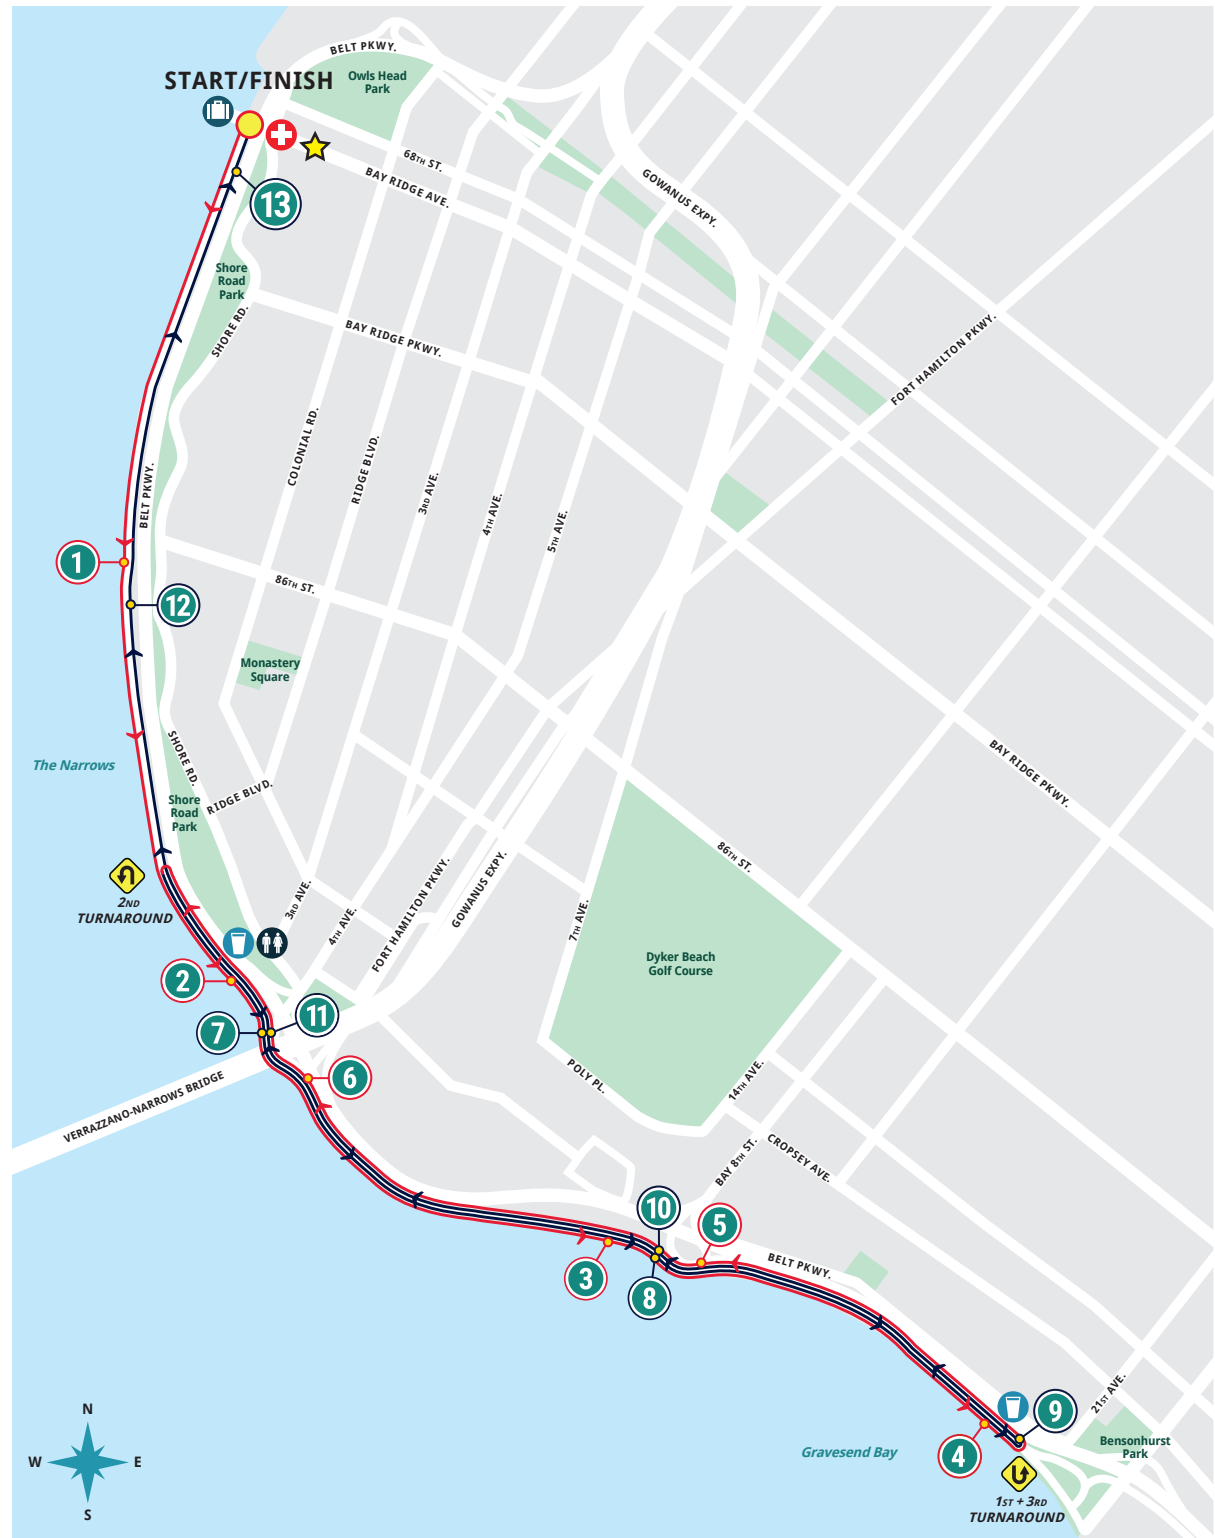 BELT PKWY.
START/FINISH
Owls Head
Park
68TH ST.
BAY RIDGE AVE.
GOWANUS EXPY.
13
Shore
Road
Park
SHORE RD.
BAY RIDGE PKWY.
FORT HAMILTON PKWY.
COLONIAL RD.
RIDGE BLVD.
3RD AVE.
4TH AVE.
5TH AVE.
BELT PKWY.
1
12
86TH ST.
Monastery
Square
The Narrows
SHORE RD.
RIDGE BLVD.
Shore
Road
Park
BAY RIDGE PKWY.
86TH ST.
2ND
TURNAROUND
3RD AVE.
4TH AVE.
FORT HAMILTON PKWY.
GOWANUS EXPY.
7TH AVE.
Dyker Beach
Golf Course
2
7
11
6
VERRAZZANO-NARROWS BRIDGE
POLY PL.
14TH AVE.
BAY 8TH ST.
CROPSEY AVE.
10
5
3
8
BELT PKWY.
21ST AVE.
9
4
Bensonhurst
Park
Gravesend Bay
1ST + 3RD
TURNAROUND
N
W
E
S